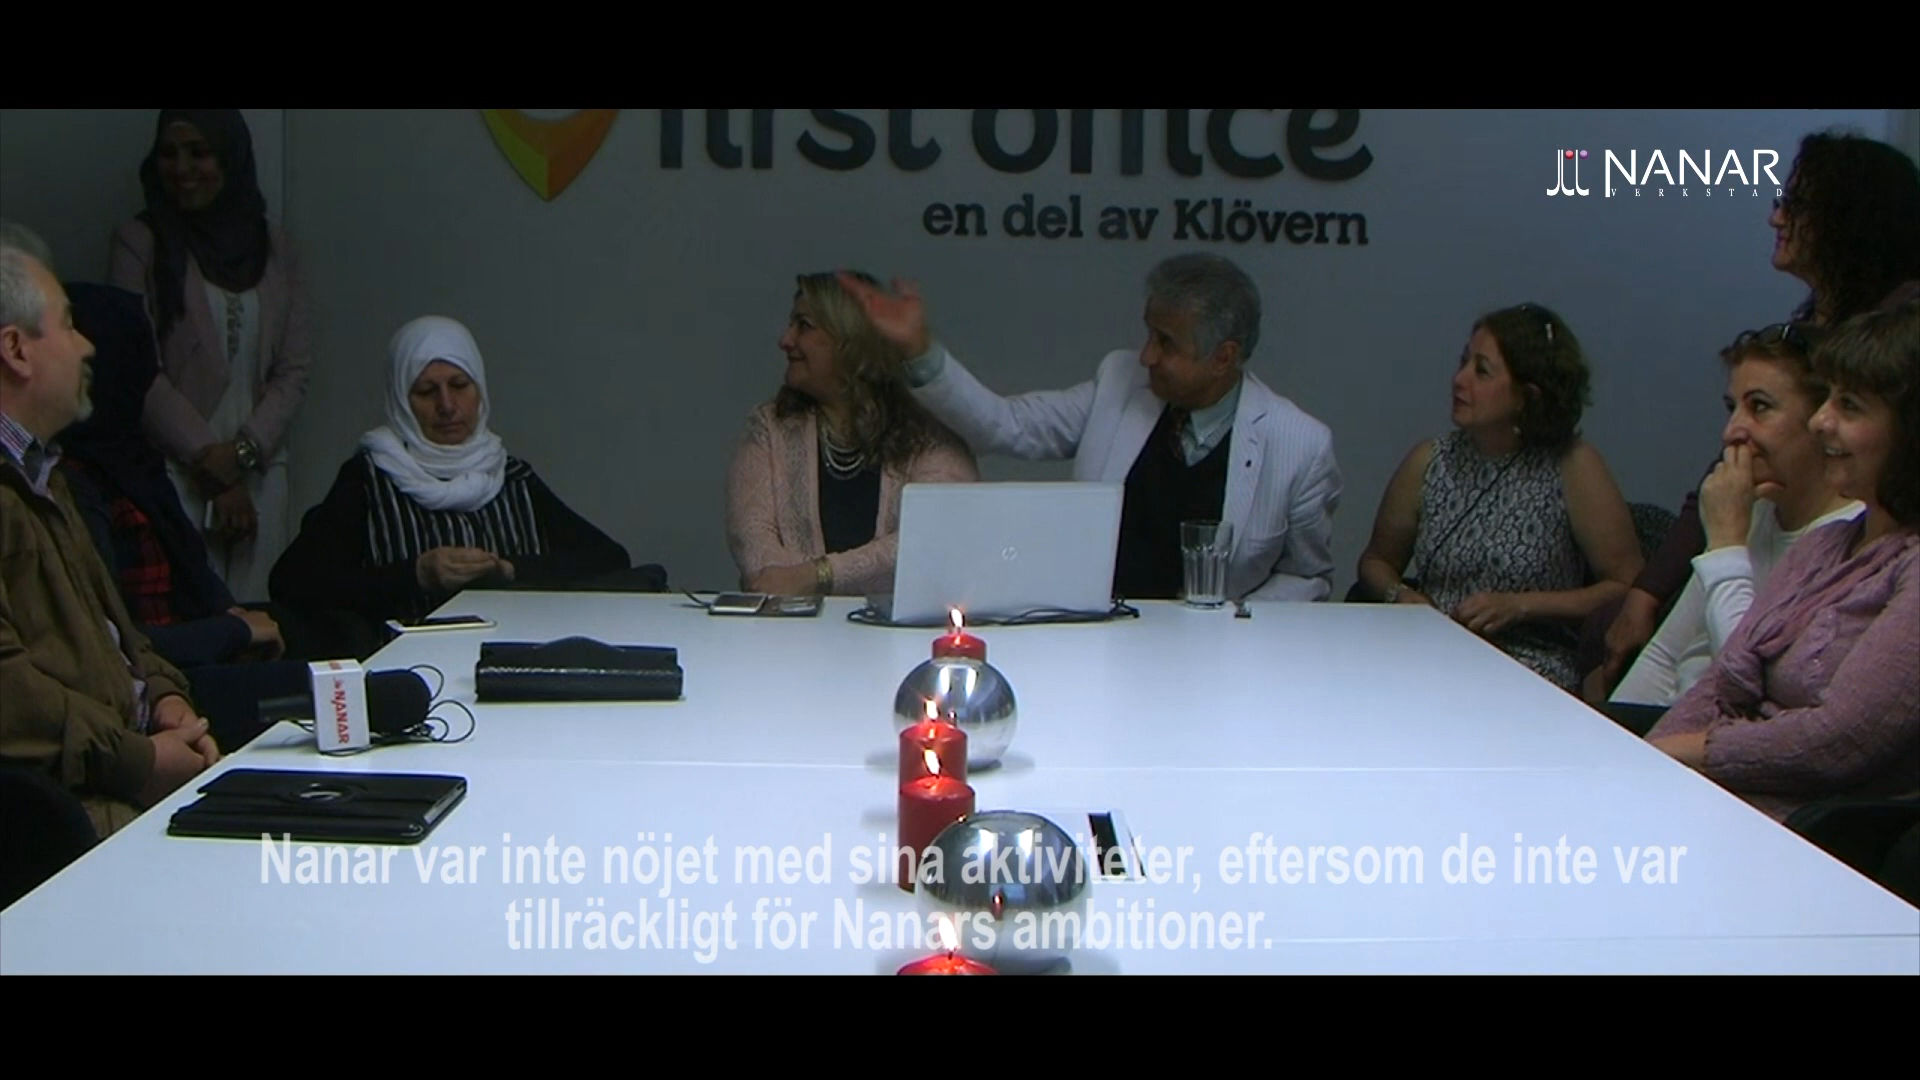 first office
en del av Klövern
NANAR
VERKSTAD
hp
NANAR
Nanar var inte nöjet med sina aktiviteter, eftersom de inte var
tillräckligt för Nanars ambitioner.